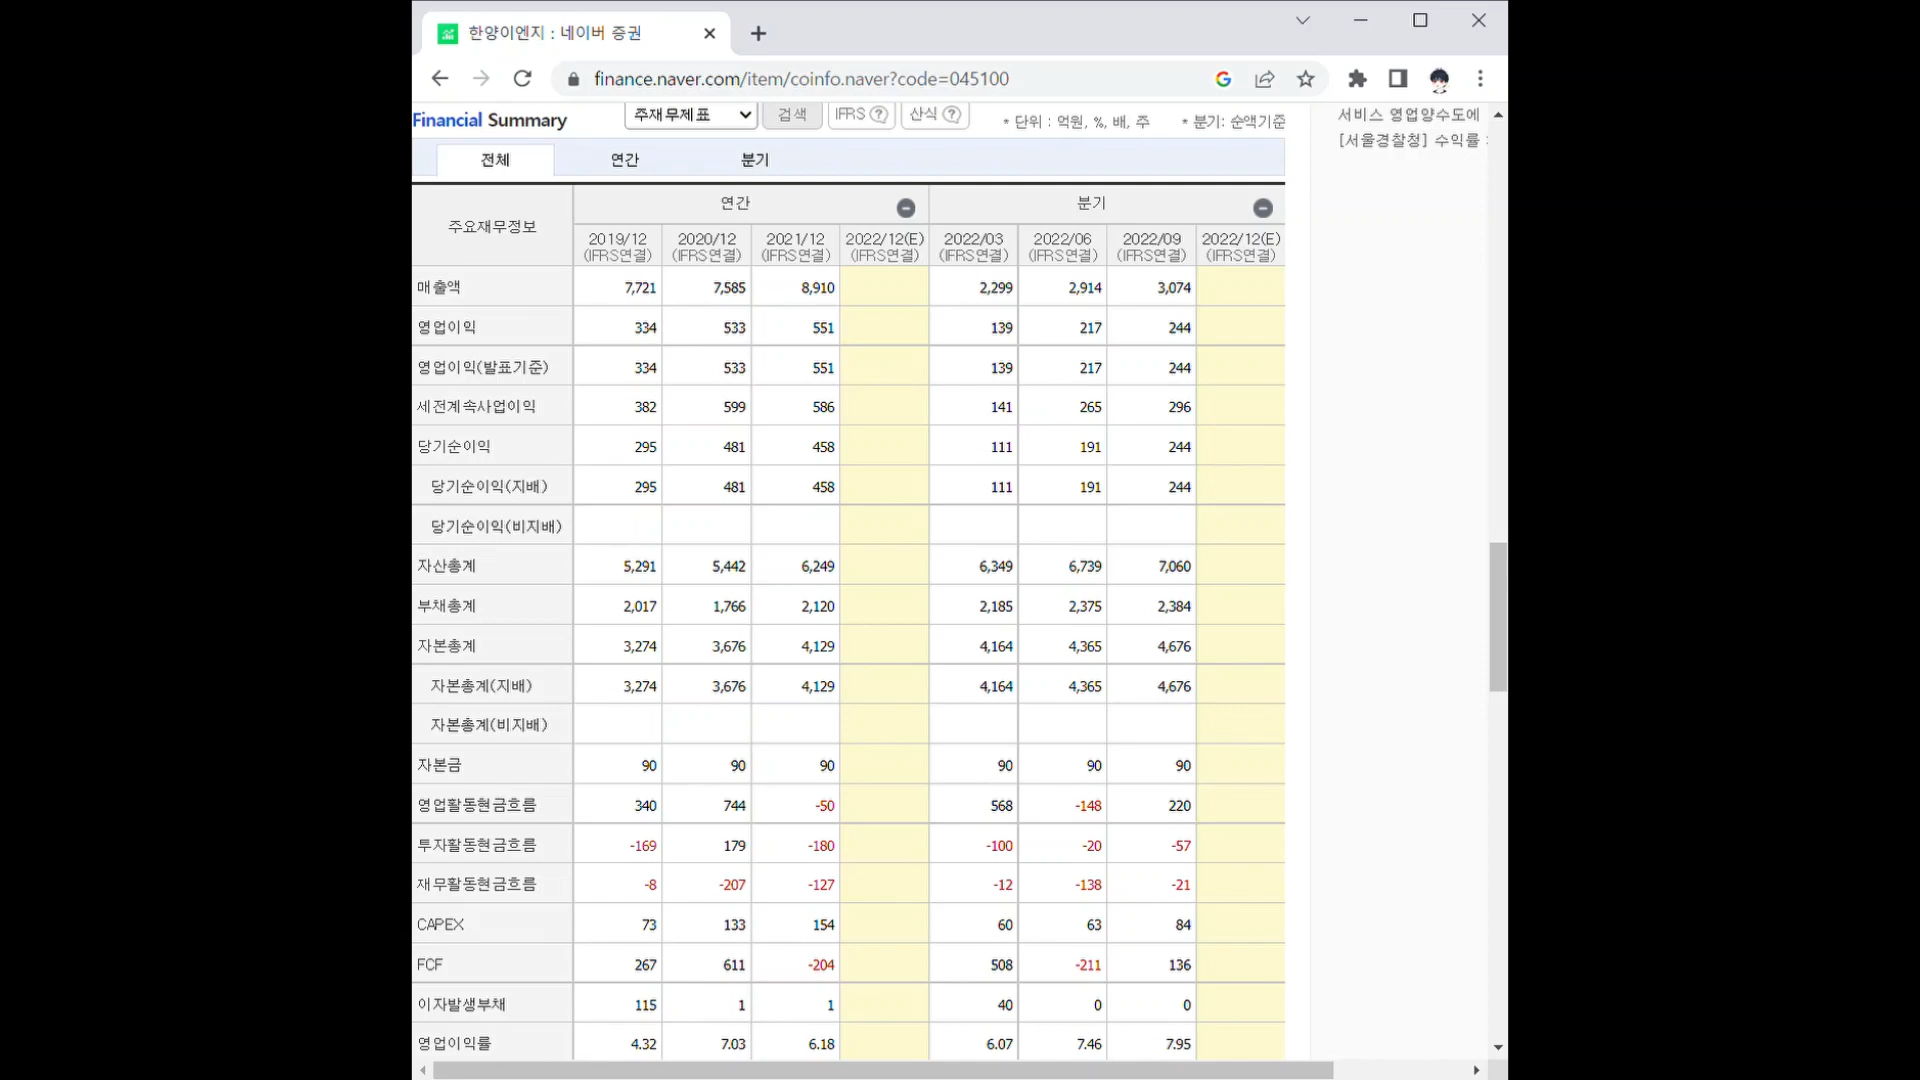 한양이엔지 : 네이버 증권
finance.naver.com/item/coinfo.naver?code=045100
Financial Summary 주재무제표 검색 IFRS ? 산식 ? * 단위 : 억원, %, 배, 주 * 분기: 순액기준
서비스 영업양수도에
[서울경찰청] 수익률
전체 연간 분기
주요재무정보 연간 분기
2019/12 2020/12 2021/12 2022/12(E) 2022/03 2022/06 2022/09 2022/12(E)
(IFRS연결) (IFRS연결) (IFRS연결) (IFRS연결) (IFRS연결) (IFRS연결) (IFRS연결) (IFRS연결)
매출액 7,721 7,585 8,910 2,299 2,914 3,074
영업이익 334 533 551 139 217 244
영업이익(발표기준) 334 533 551 139 217 244
세전계속사업이익 382 599 586 141 265 296
당기순이익 295 481 458 111 191 244
당기순이익(지배) 295 481 458 111 191 244
당기순이익(비지배)
자산총계 5,291 5,442 6,249 6,349 6,739 7,060
부채총계 2,017 1,766 2,120 2,185 2,375 2,384
자본총계 3,274 3,676 4,129 4,164 4,365 4,676
자본총계(지배) 3,274 3,676 4,129 4,164 4,365 4,676
자본총계(비지배)
자본금 90 90 90 90 90 90
영업활동현금흐름 340 744 -50 568 -148 220
투자활동현금흐름 -169 179 -180 -100 -20 -57
재무활동현금흐름 -8 -207 -127 -12 -138 -21
CAPEX 73 133 154 60 63 84
FCF 267 611 -204 508 -211 136
이자발생부채 115 1 1 40 0 0
영업이익률 4.32 7.03 6.18 6.07 7.46 7.95